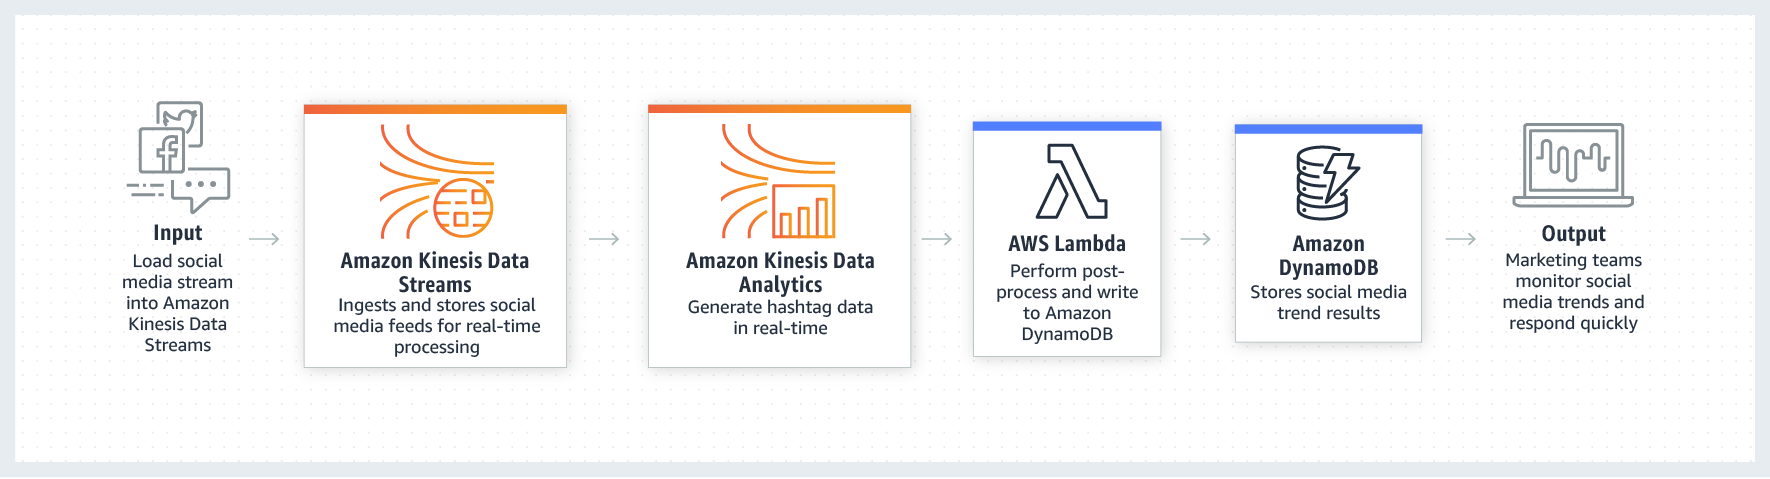 Input
Load social
media stream
into Amazon
Kinesis Data
Streams
Amazon Kinesis Data
Streams
Ingests and stores social
media feeds for real-time
processing
Amazon Kinesis Data
Analytics
Generate hashtag data
in real-time
AWS Lambda
Perform post-
process and write
to Amazon
DynamoDB
Amazon
DynamoDB
Stores social media
trend results
Output
Marketing teams
monitor social
media trends and
respond quickly